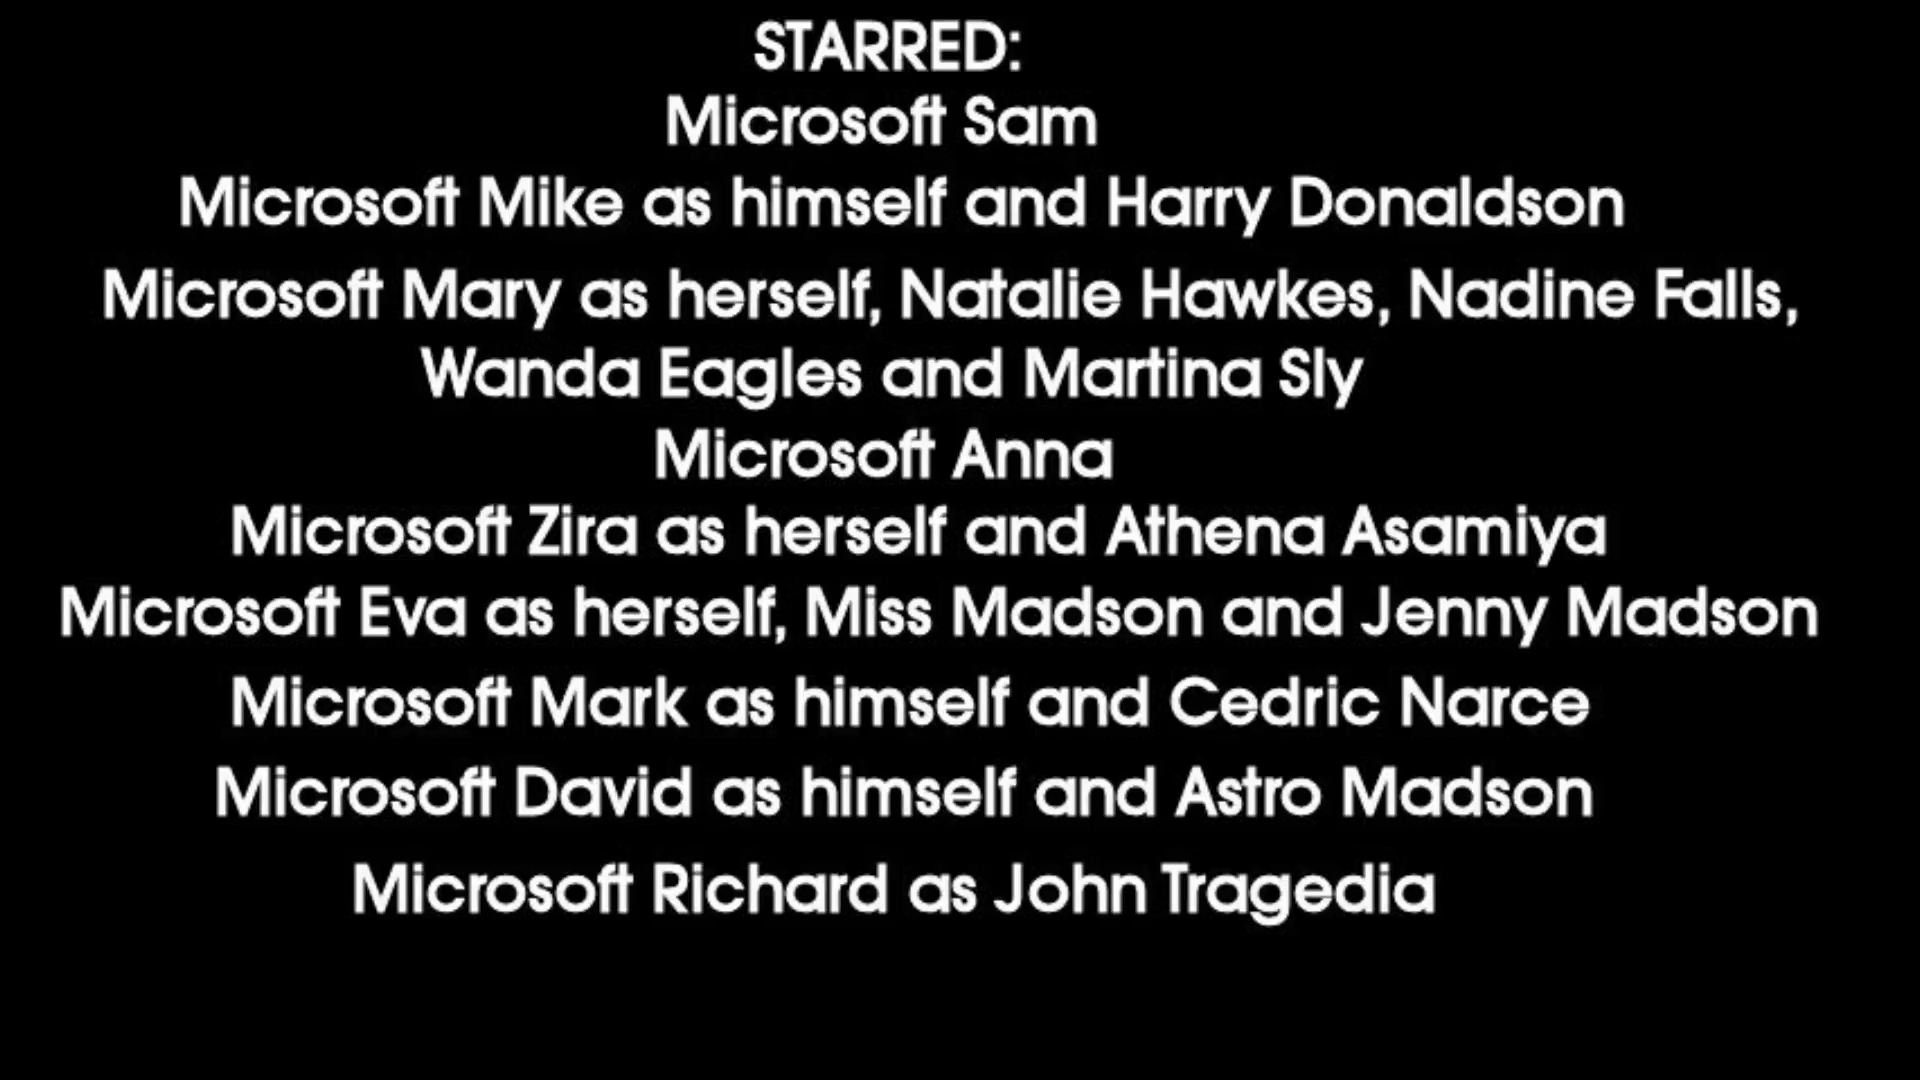 STARRED:
Microsoft Sam
Microsoft Mike as himself and Harry Donaldson
Microsoft Mary as herself, Natalie Hawkes, Nadine Falls,
Wanda Eagles and Martina Sly
Microsoft Anna
Microsoft Zira as herself and Athena Asamiya
Microsoft Eva as herself, Miss Madson and Jenny Madson
Microsoft Mark as himself and Cedric Narce
Microsoft David as himself and Astro Madson
Microsoft Richard as John Tragedia